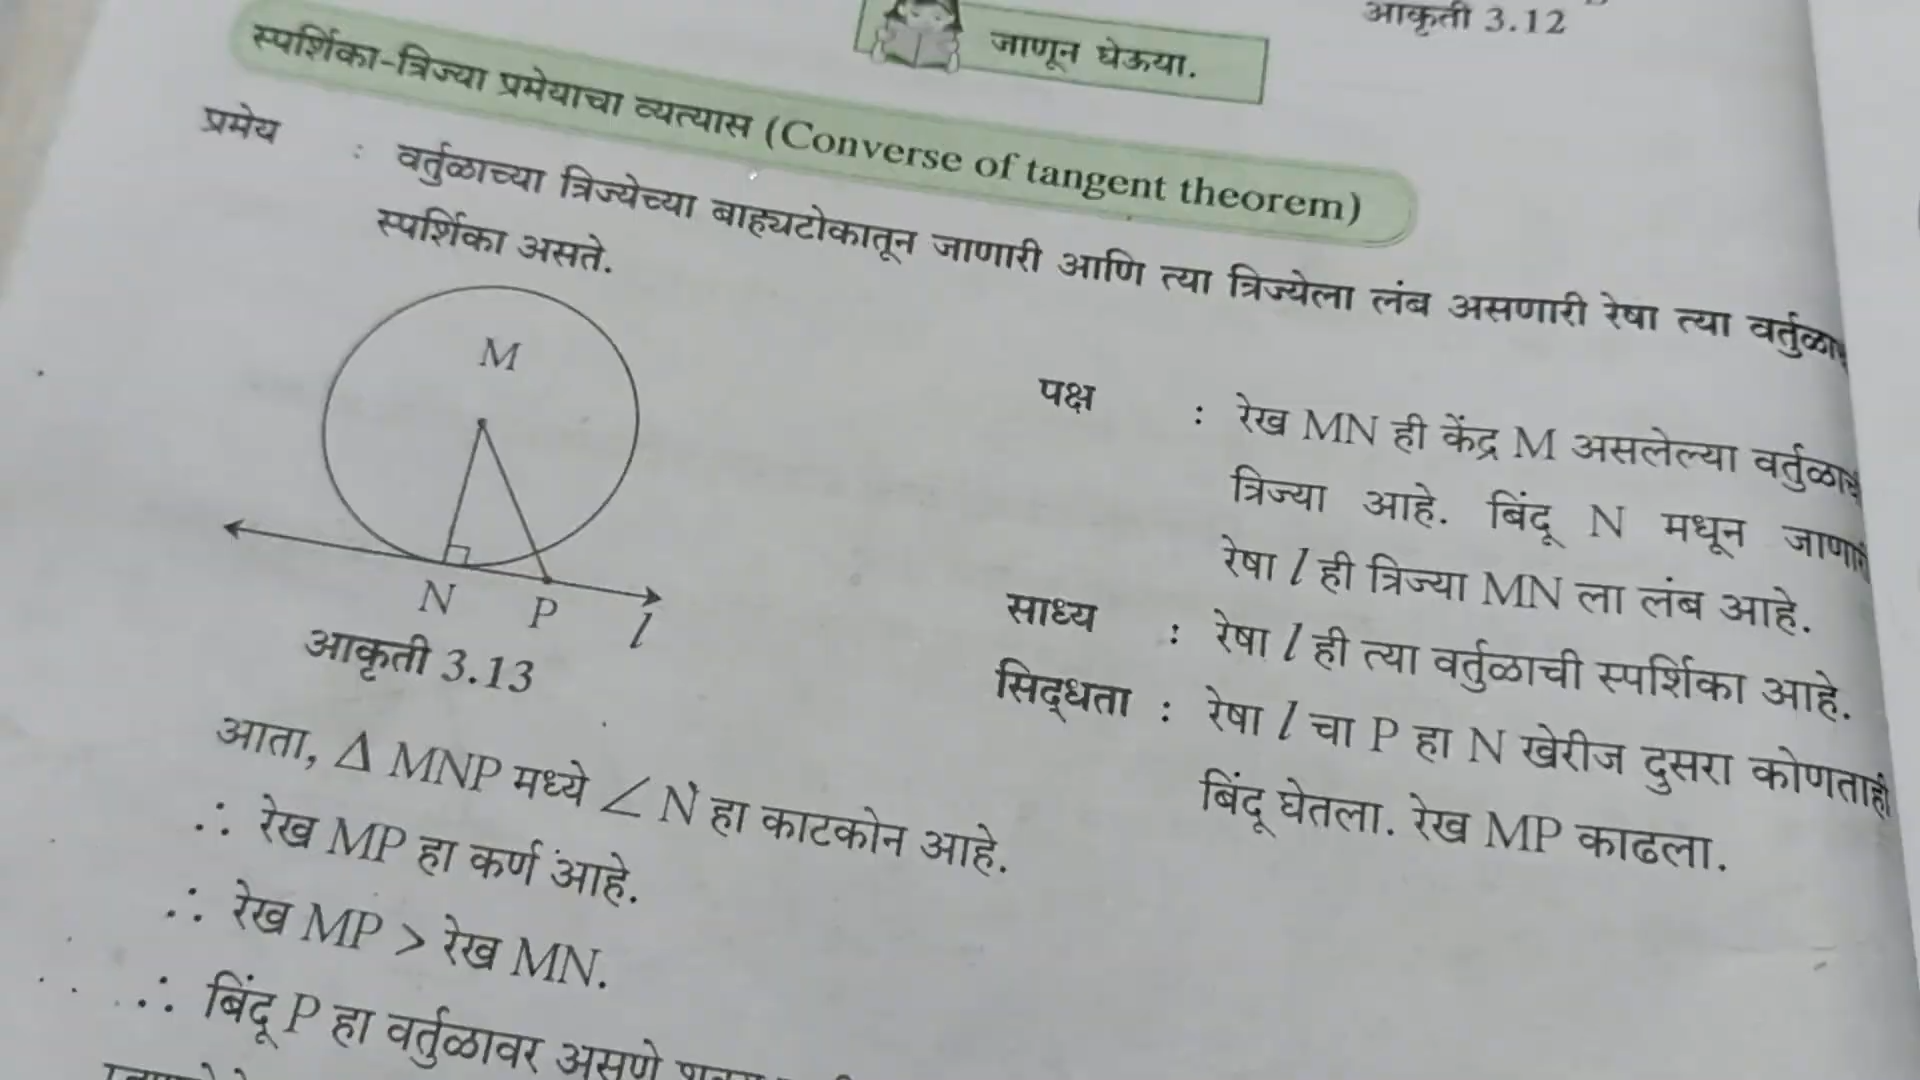 आकृती 3.12
जाणून घेऊया.
स्पर्शिका-त्रिज्या प्रमेयाचा व्यत्यास (Converse of tangent theorem)
प्रमेय : वर्तुळाच्या त्रिज्येच्या बाह्यटोकातून जाणारी आणि त्या त्रिज्येला लंब असणारी रेषा त्या
स्पर्शिका असते.
M
N P l
आकृती 3.13
पक्ष : रेख MN ही केंद्र M असलेल्या
त्रिज्या आहे. बिंदू N मधून
रेषा l ही त्रिज्या MN ला लंब आहे.
साध्य : रेषा l ही त्या वर्तुळाची स्पर्शिका आहे.
सिद्धता : रेषा l चा P हा N खेरीज दुसरा कोणताही
बिंदू घेतला. रेख MP काढला.
आता, Δ MNP मध्ये ∠N हा काटकोन आहे.
∴ रेख MP हा कर्ण आहे.
∴ रेख MP > रेख MN.
∴ बिंदू P हा वर्तुळावर असणे